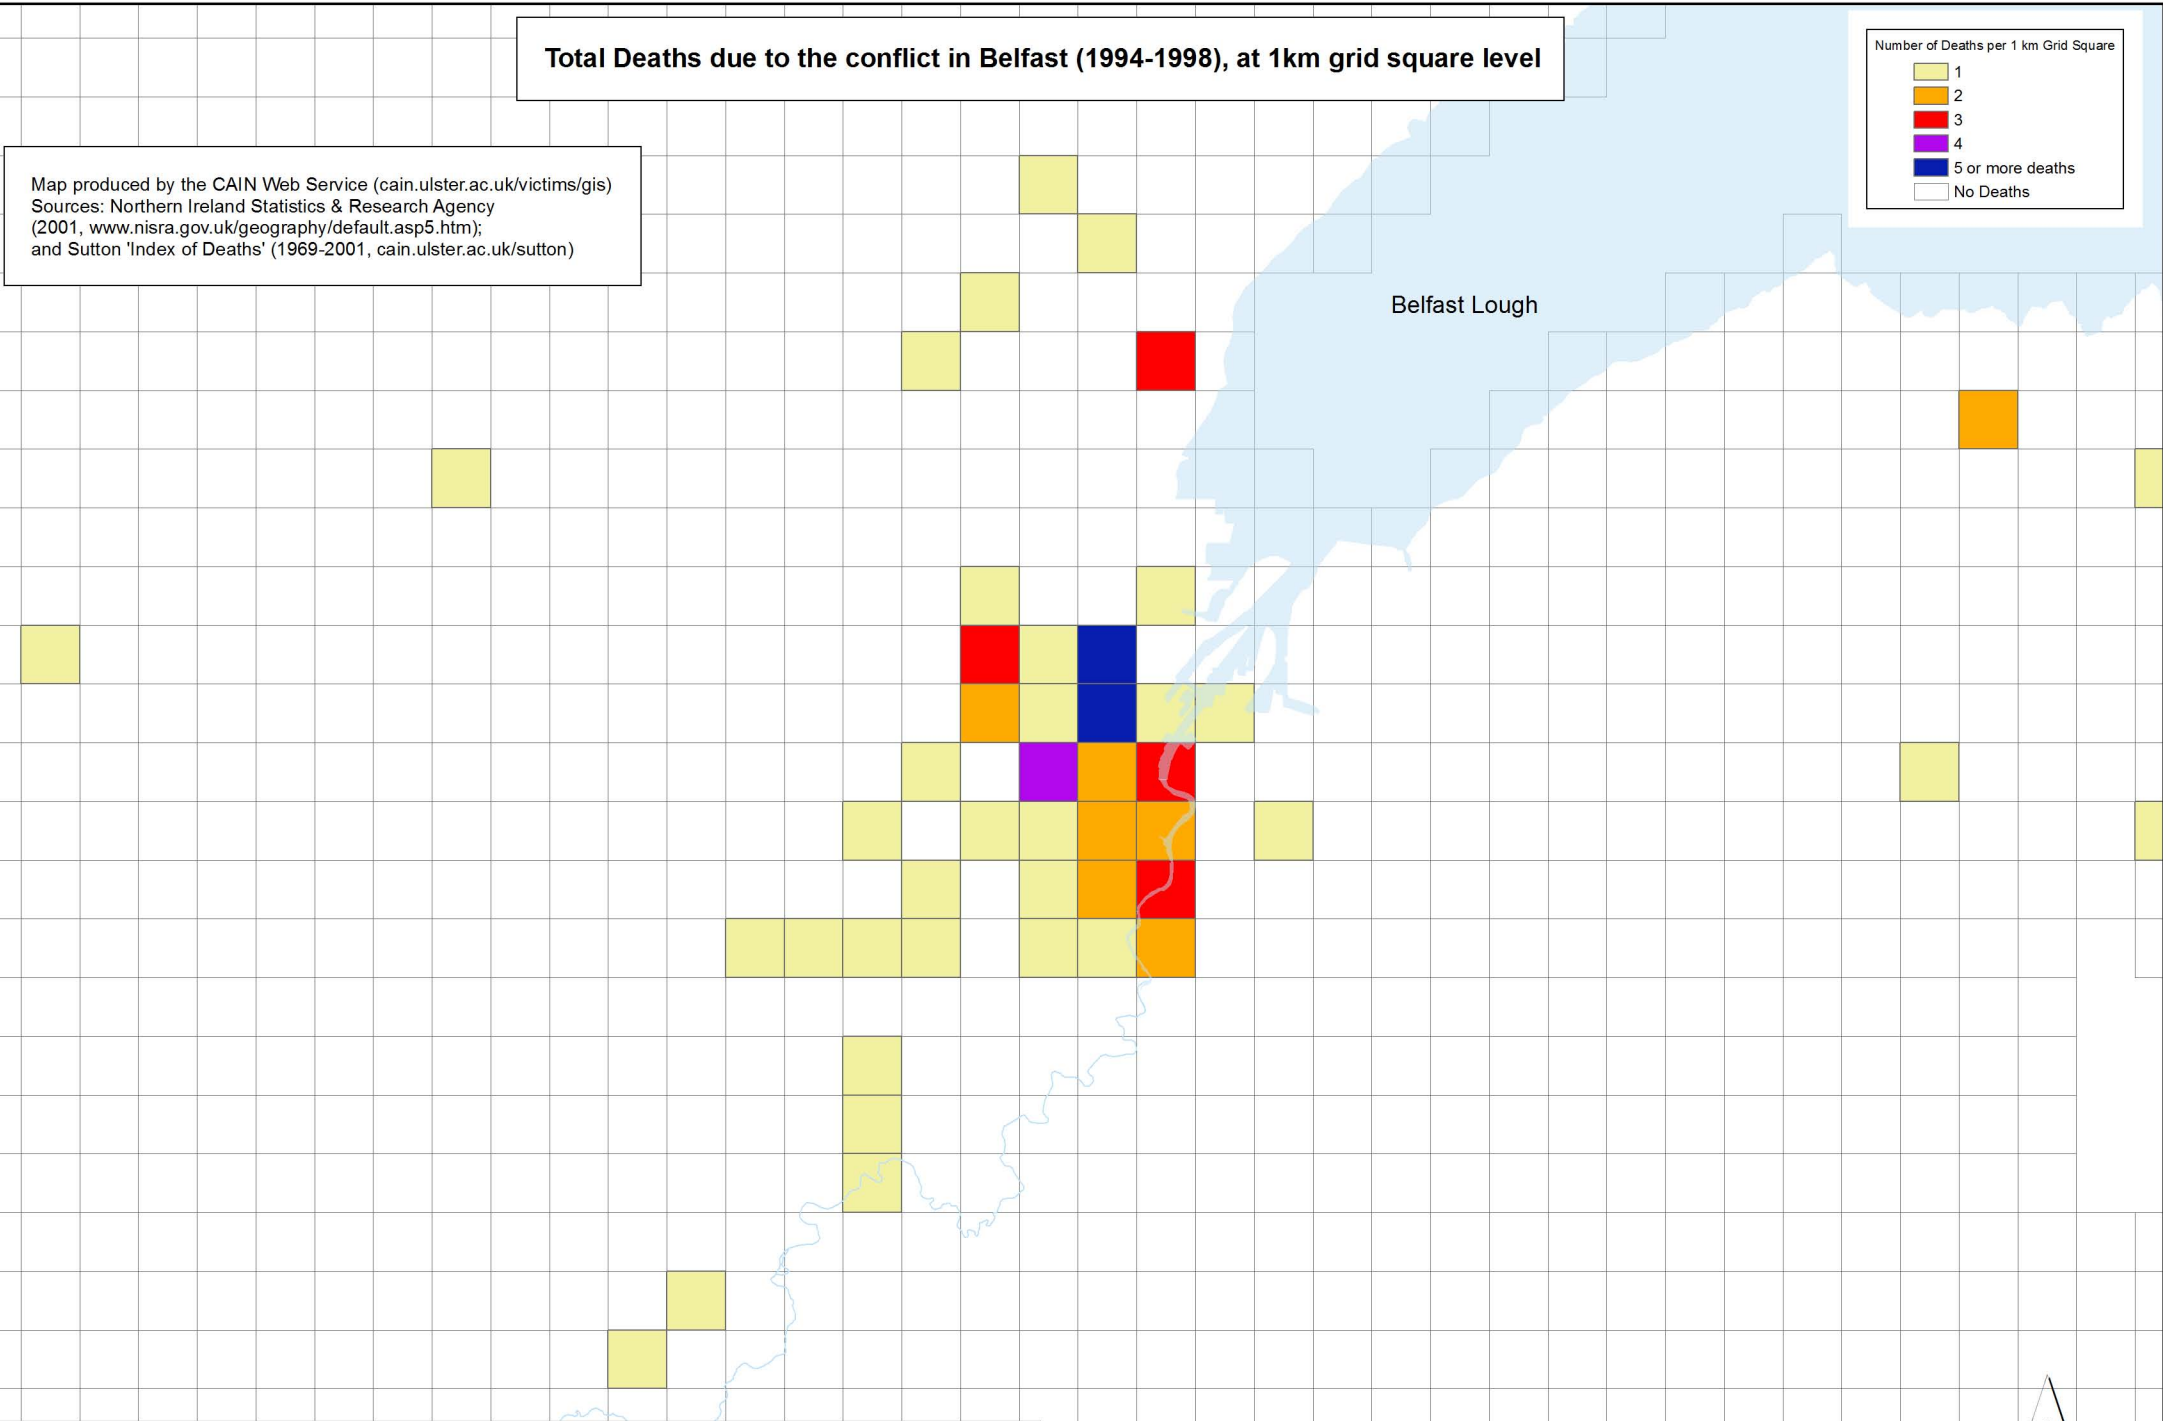 Total Deaths due to the conflict in Belfast (1994-1998), at 1km grid square level
Number of Deaths per 1 km Grid Square
1
2
3
4
5 or more deaths
No Deaths
Map produced by the CAIN Web Service (cain.ulster.ac.uk/victims/gis)
Sources: Northern Ireland Statistics & Research Agency
(2001, www.nisra.gov.uk/geography/default.asp5.htm);
and Sutton 'Index of Deaths' (1969-2001, cain.ulster.ac.uk/sutton)
Belfast Lough